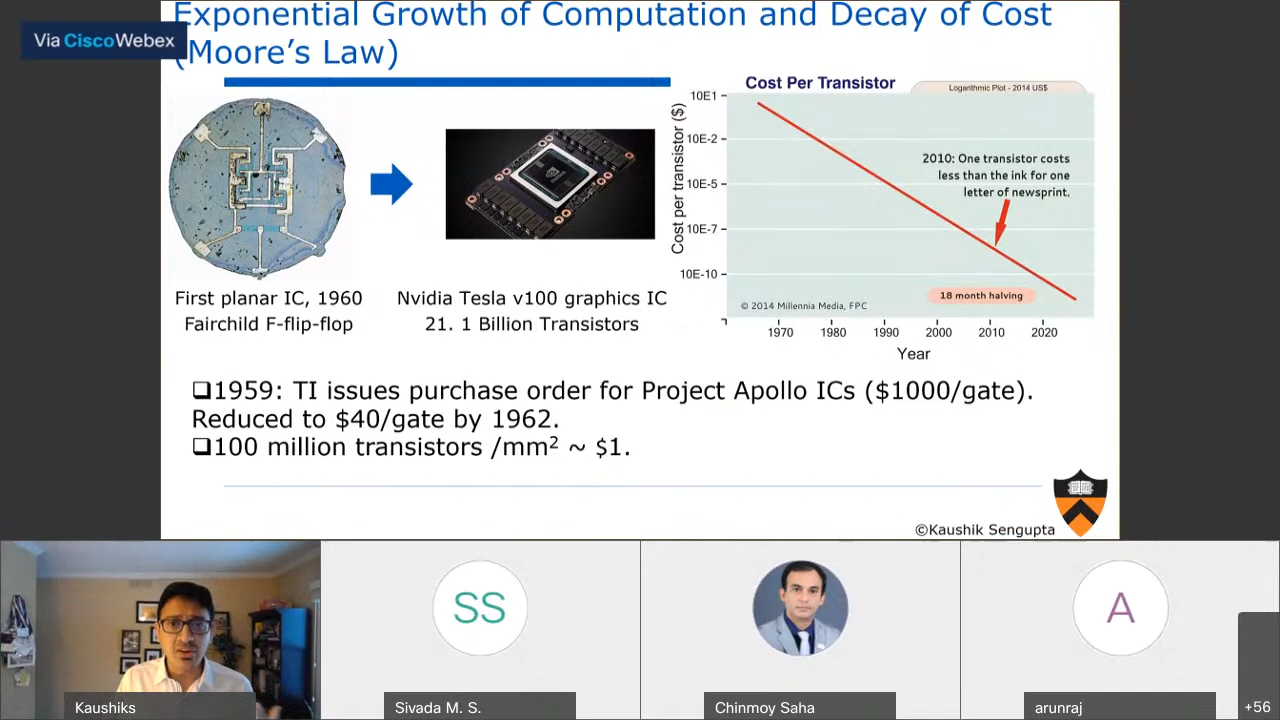 Exponential Growth of Computation and Decay of Cost
(Moore's Law)
Via CiscoWebex
Cost Per Transistor
Logarithmic Plot - 2014 US$
Cost per transistor ($)
10E1
10E-2
10E-5
10E-7
10E-10
2010: One transistor costs
less than the ink for one
letter of newsprint.
18 month halving
© 2014 Millennia Media, FPC
1970 1980 1990 2000 2010 2020
Year
First planar IC, 1960
Fairchild F-flip-flop
Nvidia Tesla v100 graphics IC
21. 1 Billion Transistors
❑1959: TI issues purchase order for Project Apollo ICs ($1000/gate).
Reduced to $40/gate by 1962.
❑100 million transistors /mm² ~ $1.
©Kaushik Sengupta
SS
A
Kaushiks
Sivada M. S.
Chinmoy Saha
arunraj
+56